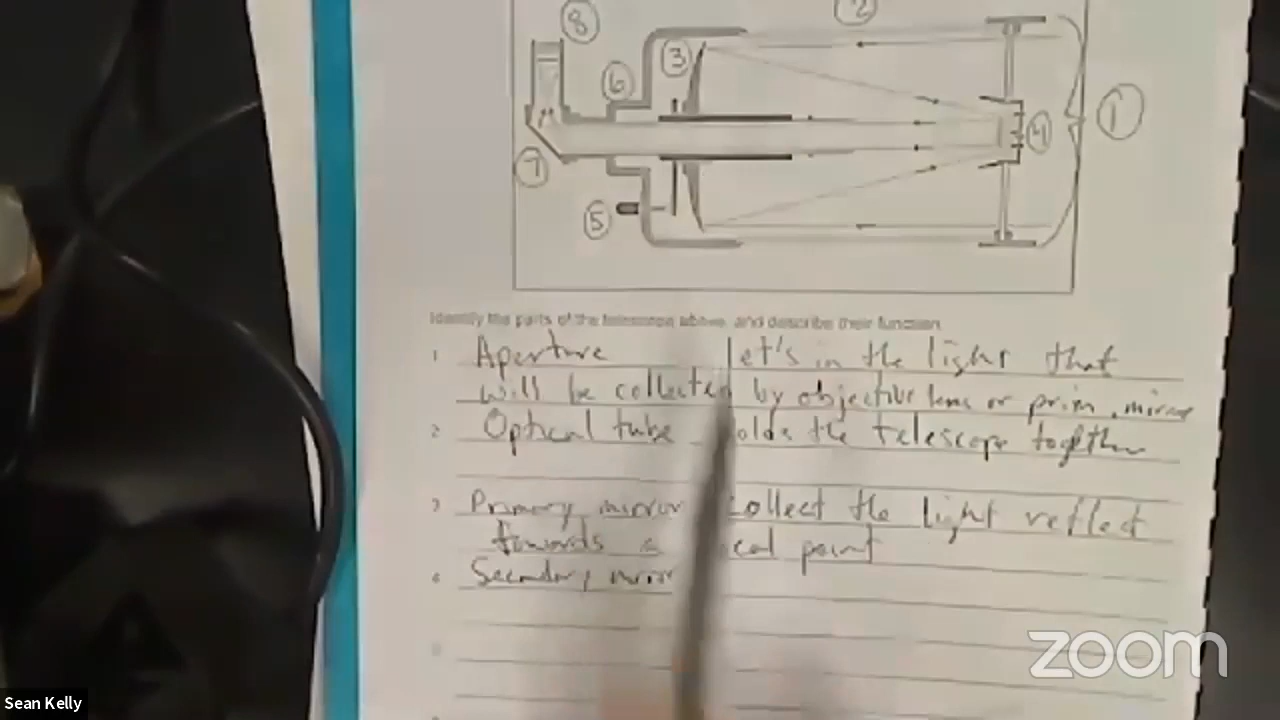 8
2
3
6
1
4
7
5
Identify the parts of the telescope above, and describe their function
1 Aperture let's in the light that
will be collected by objective lens or prim. mirror
2 Optical tube holds the telescope together
3 Primary mirror collect the light reflect
towards a focal point
4 Secondary mirror
5
zoom
Sean Kelly